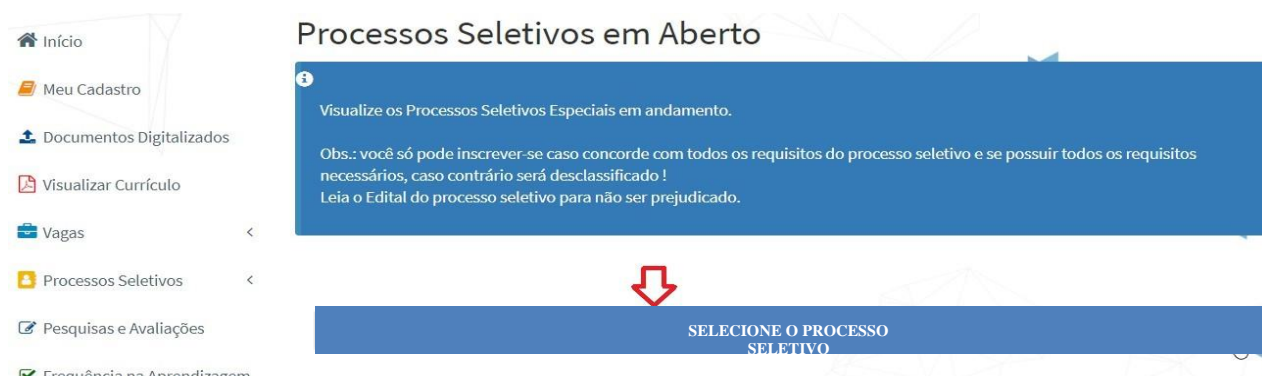 Início
Meu Cadastro
Documentos Digitalizados
Visualizar Currículo
Vagas
Processos Seletivos
Pesquisas e Avaliações
Frequência na Aprendizagem
Processos Seletivos em Aberto
Visualize os Processos Seletivos Especiais em andamento.
Obs.: você só pode inscrever-se caso concorde com todos os requisitos do processo seletivo e se possuir todos os requisitos
necessários, caso contrário será desclassificado !
Leia o Edital do processo seletivo para não ser prejudicado.
SELECIONE O PROCESSO
SELETIVO